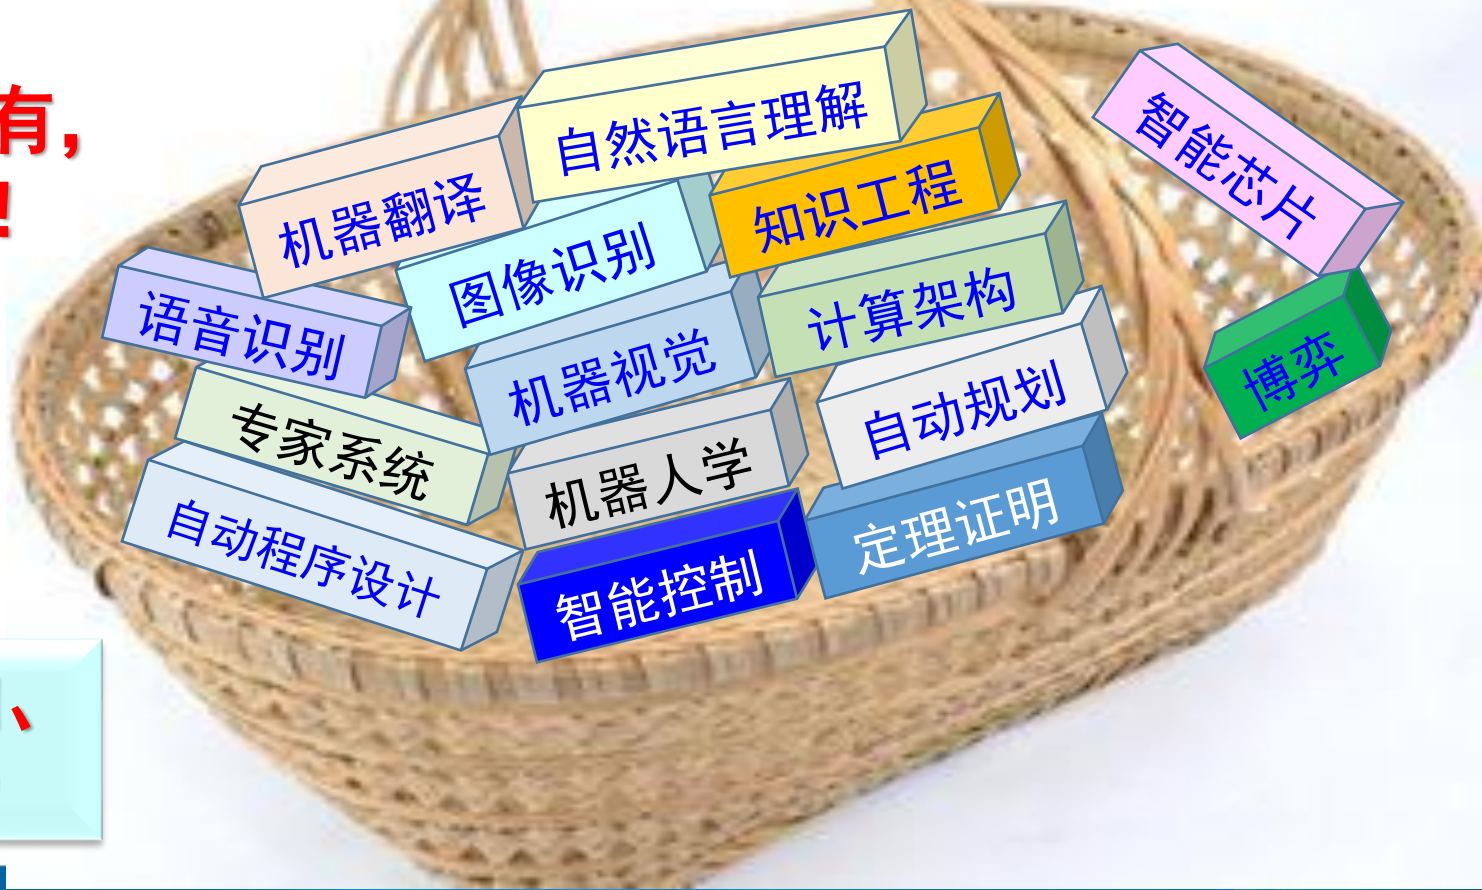 有，
！
自然语言理解
机器翻译
知识工程
智能芯片
图像识别
语音识别
计算架构
机器视觉
博弈
专家系统
自动规划
机器人学
自动程序设计
定理证明
智能控制
、